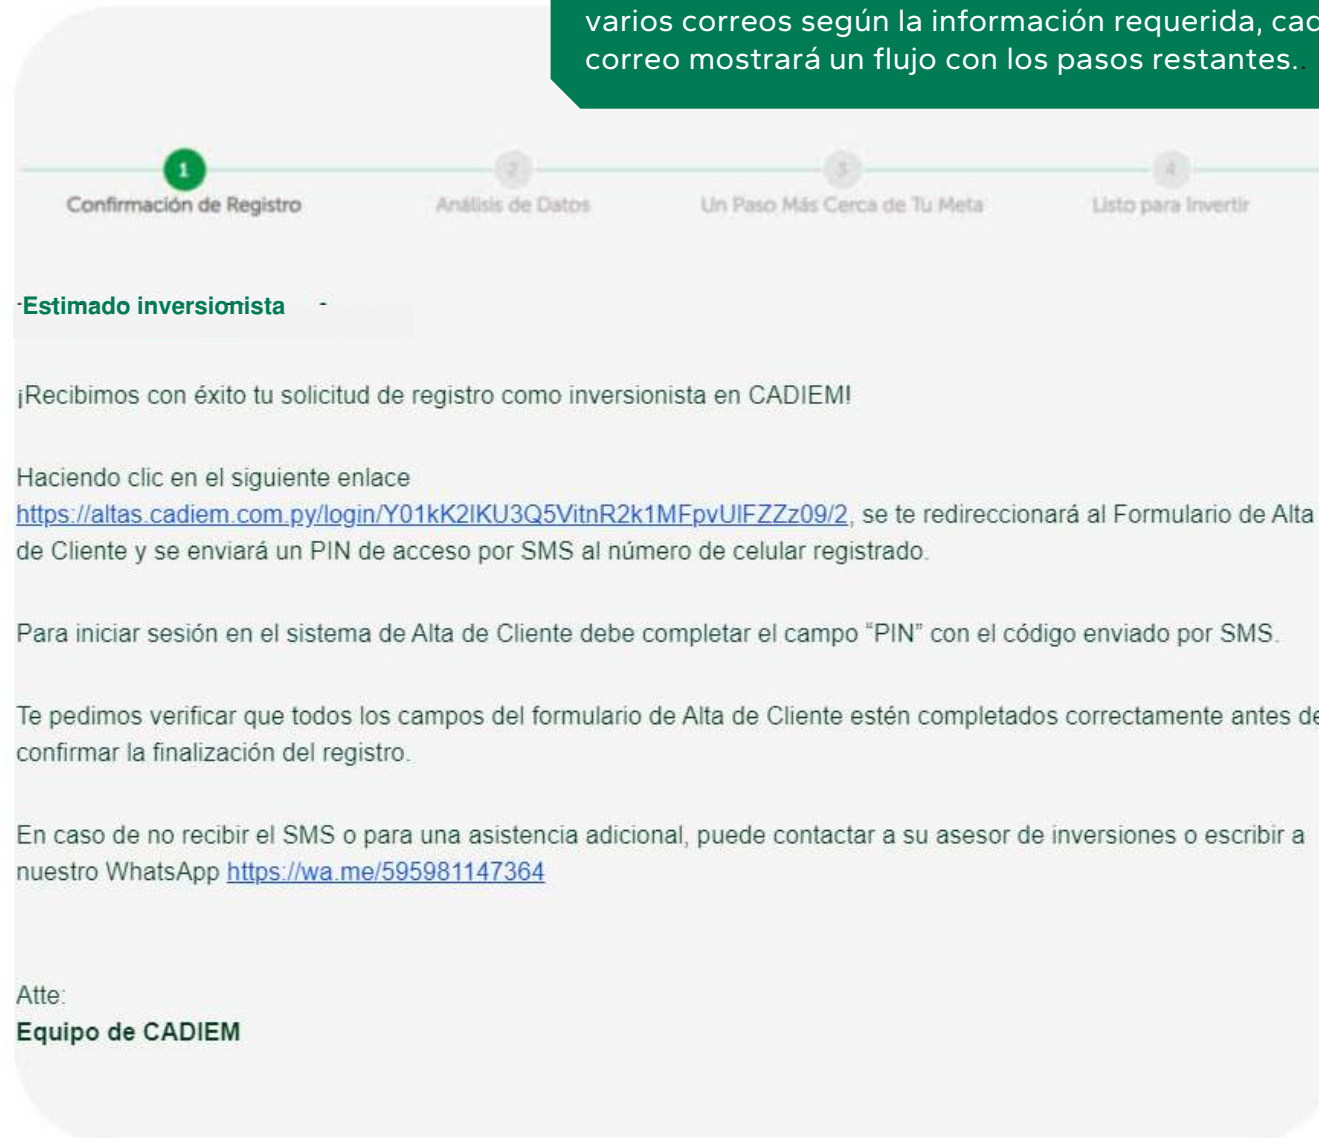 varios correos según la información requerida, cad
correo mostrará un flujo con los pasos restantes..
1
2
3
4
Confirmación de Registro
Análisis de Datos
Un Paso Más Cerca de Tu Meta
Listo para Invertir
Estimado inversionista
¡Recibimos con éxito tu solicitud de registro como inversionista en CADIEM!
Haciendo clic en el siguiente enlace
https://altas.cadiem.com.py/login/Y01kK2lKU3Q5VitnR2k1MFpvUlFZZz09/2, se te redireccionará al Formulario de Alta
de Cliente y se enviará un PIN de acceso por SMS al número de celular registrado.
Para iniciar sesión en el sistema de Alta de Cliente debe completar el campo “PIN” con el código enviado por SMS.
Te pedimos verificar que todos los campos del formulario de Alta de Cliente estén completados correctamente antes de
confirmar la finalización del registro.
En caso de no recibir el SMS o para una asistencia adicional, puede contactar a su asesor de inversiones o escribir a
nuestro WhatsApp https://wa.me/595981147364
Atte:
Equipo de CADIEM